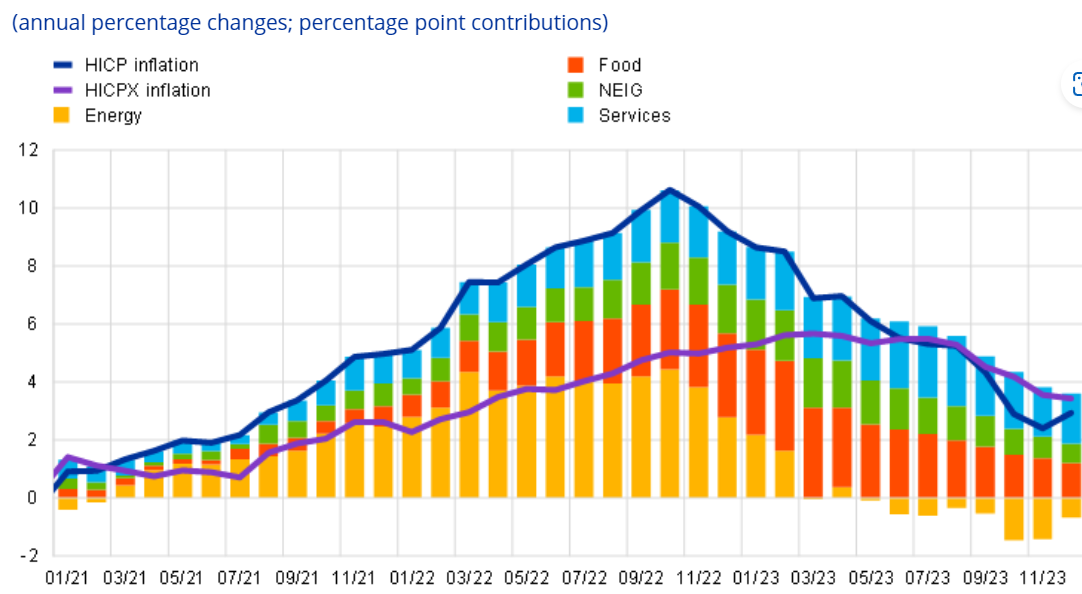 (annual percentage changes; percentage point contributions)
HICP inflation
HICPX inflation
Energy
Food
NEIG
Services
12
10
8
6
4
2
0
-2
01/21 03/21 05/21 07/21 09/21 11/21 01/22 03/22 05/22 07/22 09/22 11/22 01/23 03/23 05/23 07/23 09/23 11/23